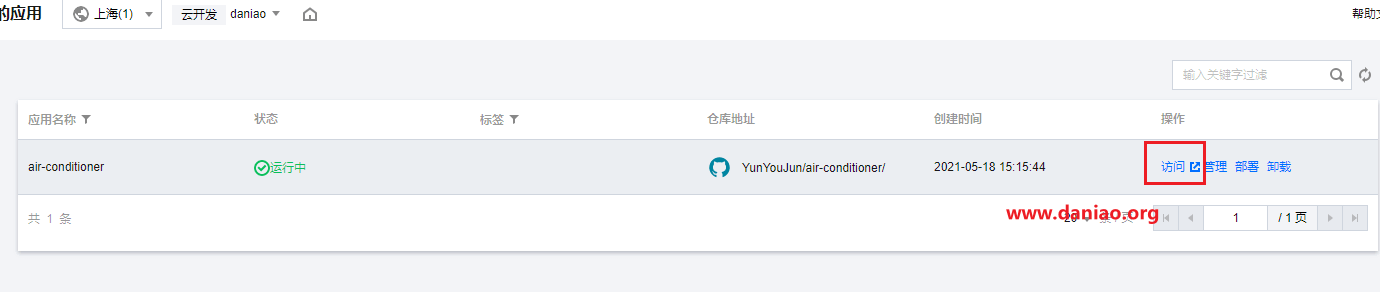 的应用 上海(1) 云开发 daniao 帮助文
输入关键字过滤
应用名称 状态 标签 仓库地址 创建时间 操作
air-conditioner 运行中 YunYouJun/air-conditioner/ 2021-05-18 15:15:44 访问 管理 部署 卸载
共 1 条 20 条/页 1 / 1 页
www.daniao.org